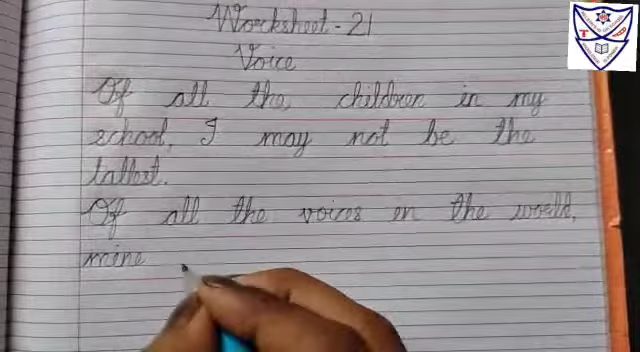 Worksheet - 21
Voice
Of all the children in my
school, I may not be the
tallest.
Of all the voices in the world,
mine